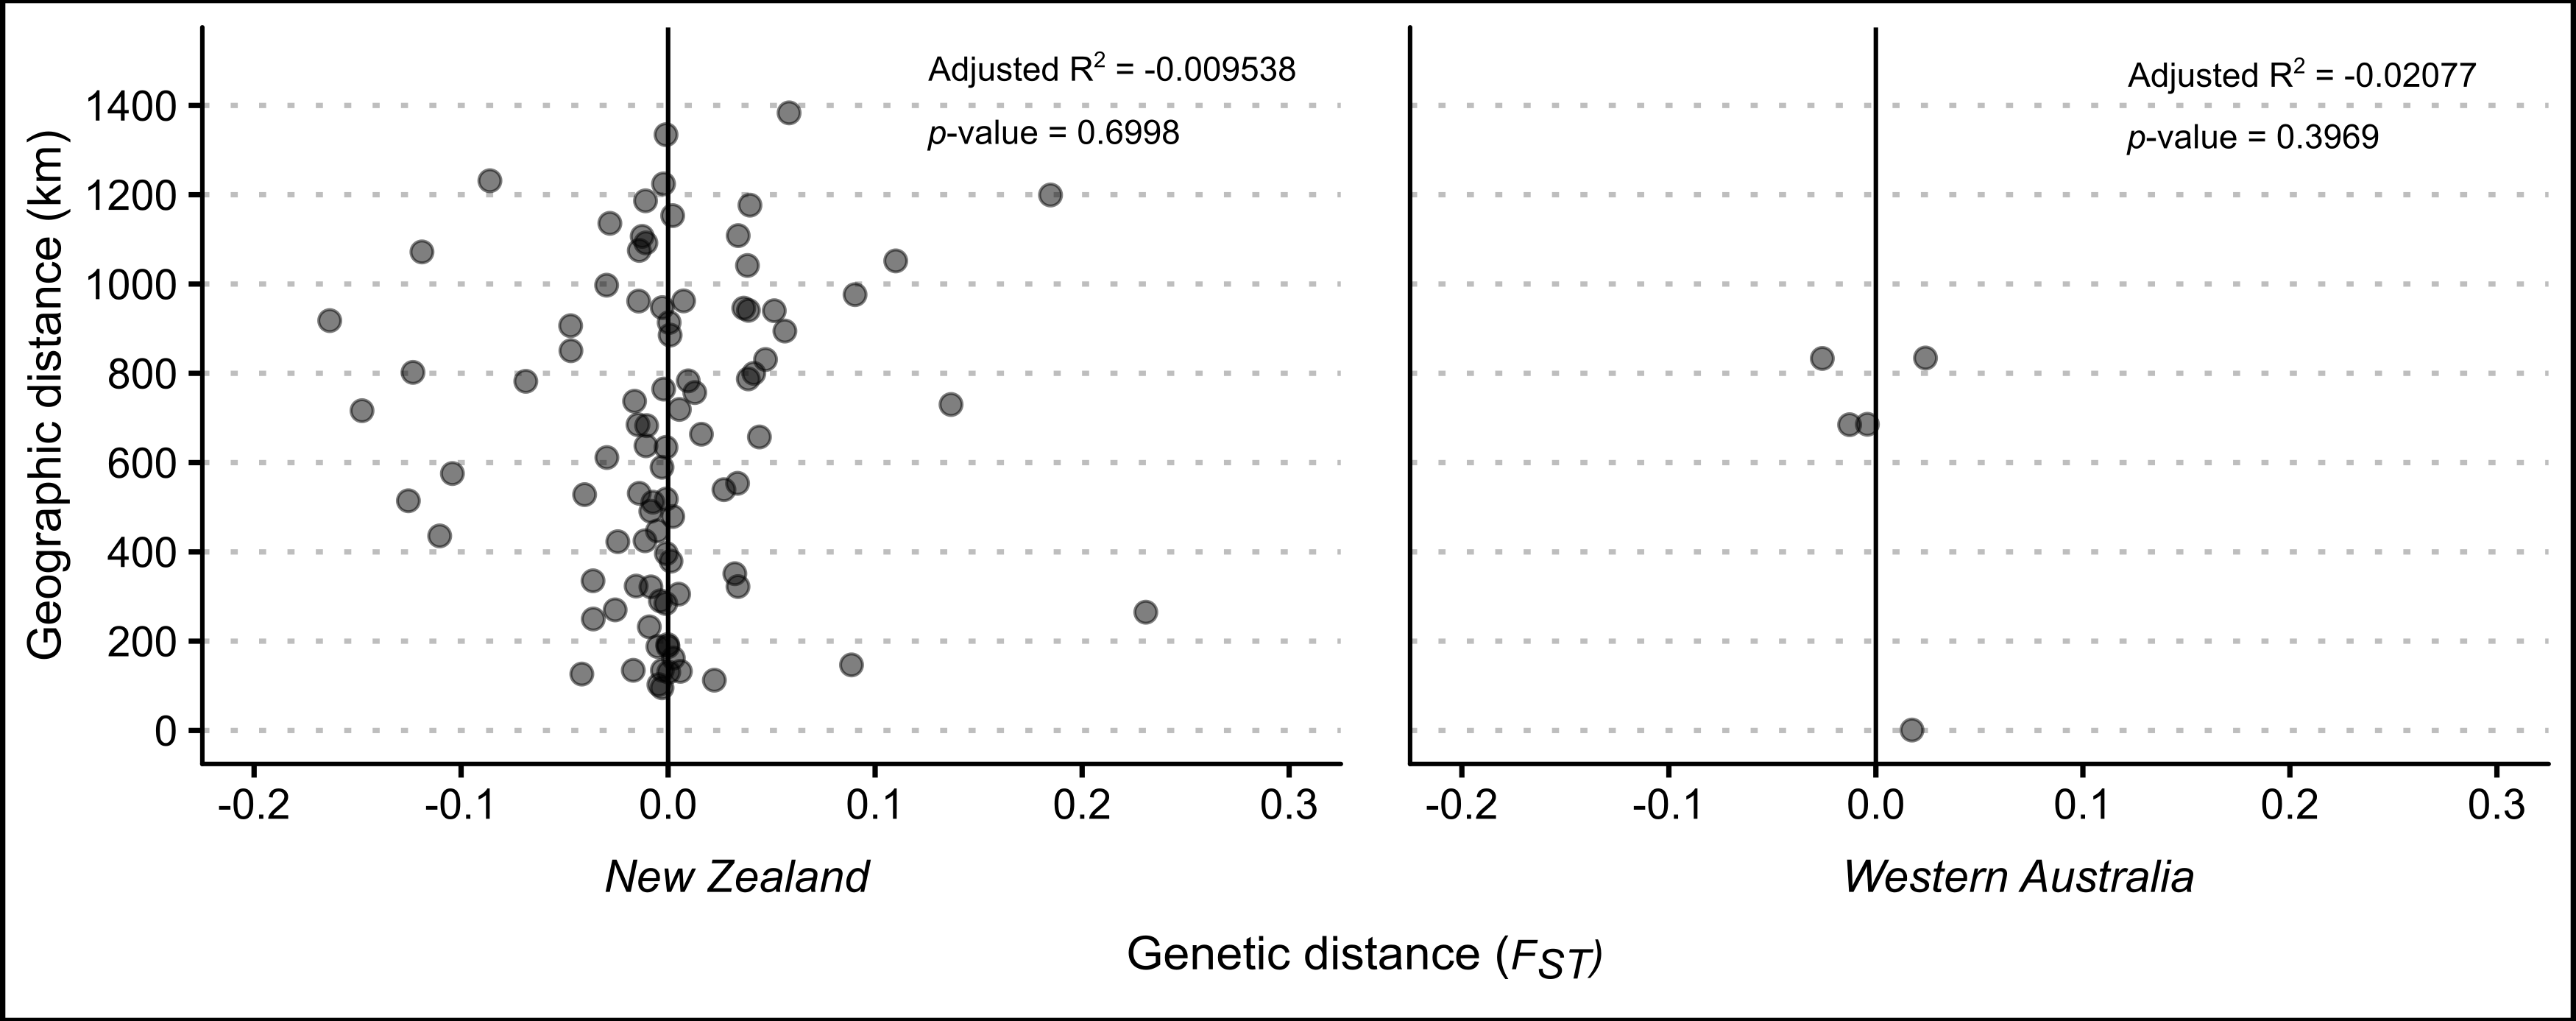 Adjusted R² = -0.009538
p-value = 0.6998
Adjusted R² = -0.02077
p-value = 0.3969
Geographic distance (km)
1400
1200
1000
800
600
400
200
0
-0.2 -0.1 0.0 0.1 0.2 0.3
-0.2 -0.1 0.0 0.1 0.2 0.3
New Zealand
Western Australia
Genetic distance (FST)